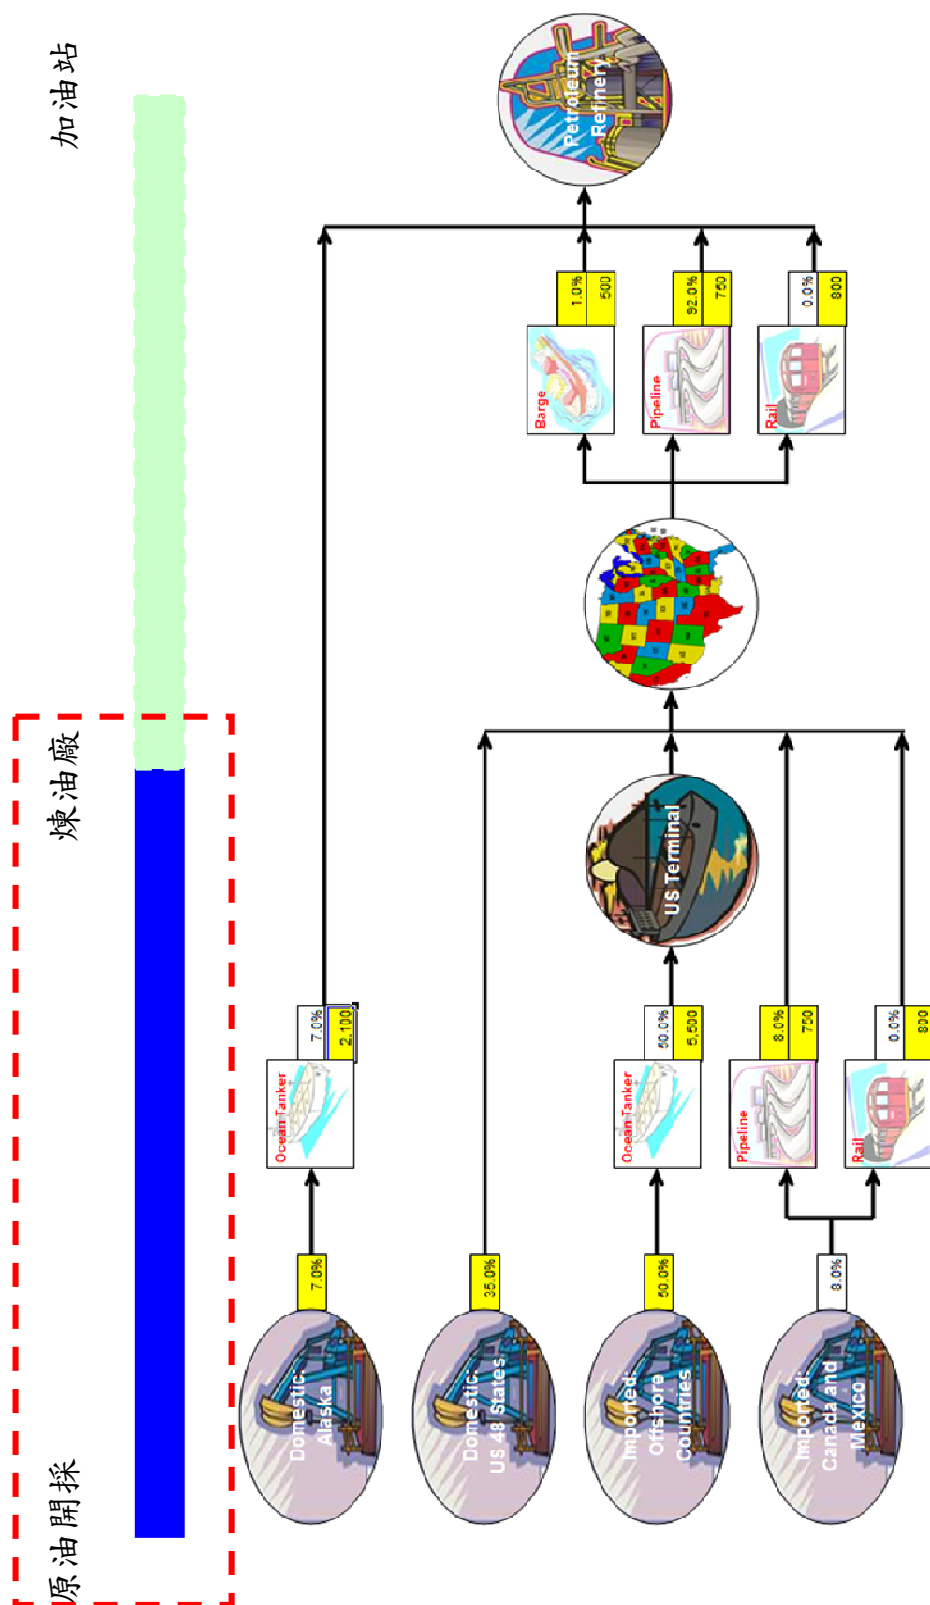 原油開採
煉油廠
加油站
Domestic:
Alaska
7.0%
Ocean Tanker
7.0%
2,100
Domestic:
US 48 States
35.0%
Imported:
Offshore
Countries
50.0%
Ocean Tanker
50.0%
5,500
US Terminal
Imported:
Canada and
Mexico
8.0%
Pipeline
8.0%
750
Rail
0.0%
800
Barge
1.0%
500
Pipeline
92.0%
750
Rail
0.0%
800
Petroleum
Refinery